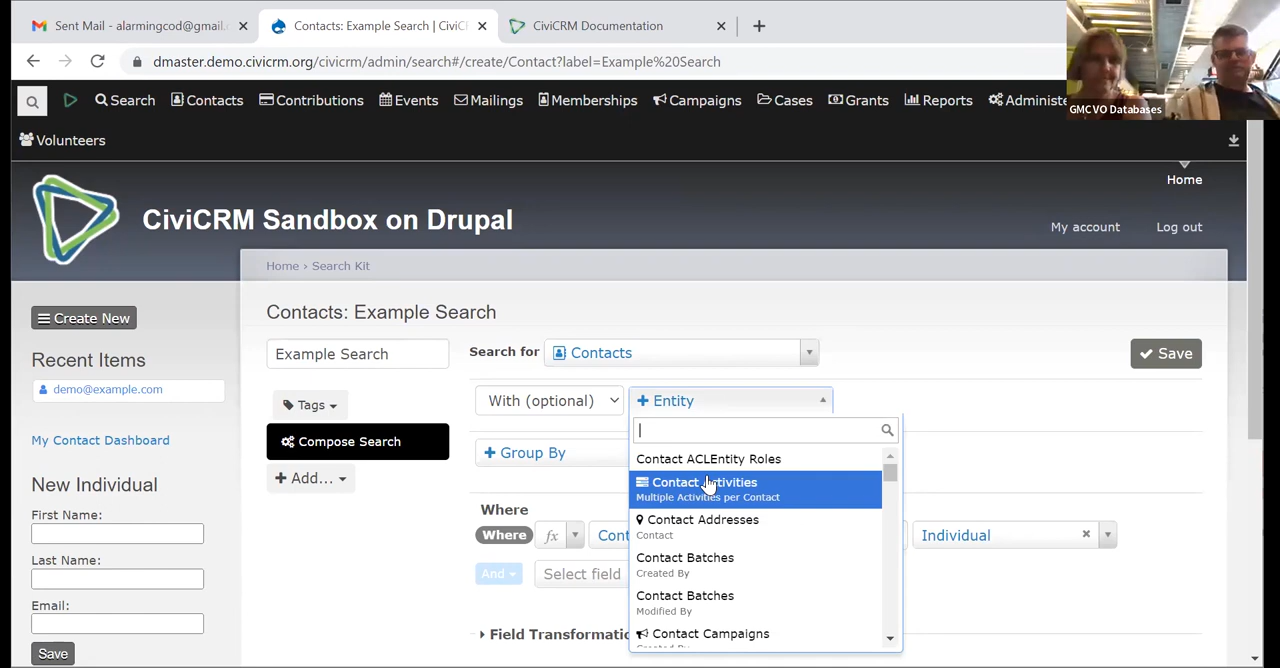 Sent Mail - alarmingcod@gmail.
Contacts: Example Search | CiviC
CiviCRM Documentation
dmaster.demo.civicrm.org/civicrm/admin/search#/create/Contact?label=Example%20Search
Search
Contacts
Contributions
Events
Mailings
Memberships
Campaigns
Cases
Grants
Reports
Administe
GMCVO Databases
Volunteers
Home
CiviCRM Sandbox on Drupal
My account
Log out
Home › Search Kit
Create New
Contacts: Example Search
Recent Items
demo@example.com
Example Search
Search for
Contacts
Save
Tags
With (optional)
+ Entity
My Contact Dashboard
Compose Search
+ Group By
+ Add...
Contact ACLEntity Roles
Contact Activities
Multiple Activities per Contact
New Individual
First Name:
Where
Where
fx
Cont
Contact Addresses
Contact
Individual
Last Name:
And
Select field
Contact Batches
Created By
Contact Batches
Modified By
Email:
Field Transformatio
Contact Campaigns
Created By
Save